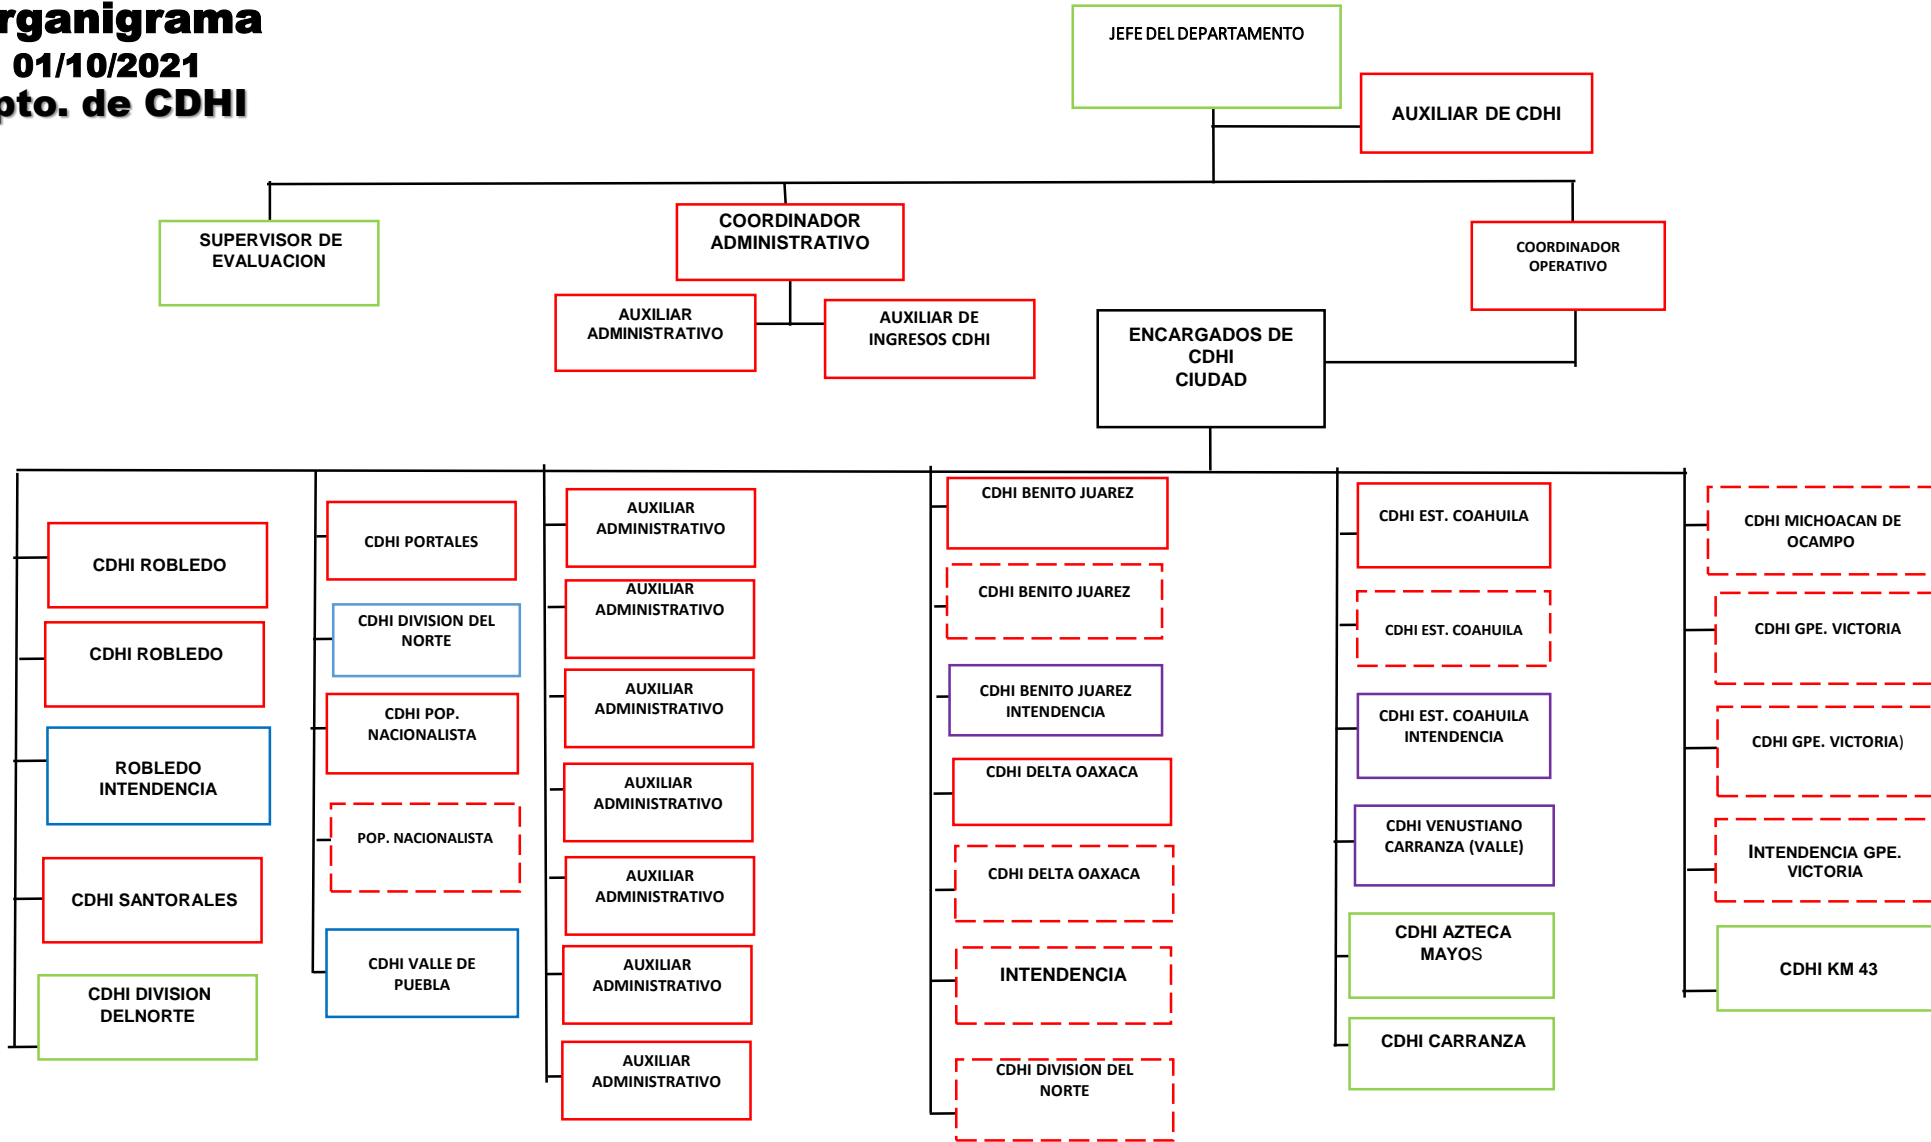 rganigrama
01/10/2021
pto. de CDHI
JEFE DEL DEPARTAMENTO
AUXILIAR DE CDHI
SUPERVISOR DE
EVALUACION
COORDINADOR
ADMINISTRATIVO
COORDINADOR
OPERATIVO
AUXILIAR
ADMINISTRATIVO
AUXILIAR DE
INGRESOS CDHI
ENCARGADOS DE
CDHI
CIUDAD
CDHI ROBLEDO
CDHI ROBLEDO
ROBLEDO
INTENDENCIA
CDHI SANTORALES
CDHI DIVISION
DELNORTE
CDHI PORTALES
CDHI DIVISION DEL
NORTE
CDHI POP.
NACIONALISTA
POP. NACIONALISTA
CDHI VALLE DE
PUEBLA
AUXILIAR
ADMINISTRATIVO
AUXILIAR
ADMINISTRATIVO
AUXILIAR
ADMINISTRATIVO
AUXILIAR
ADMINISTRATIVO
AUXILIAR
ADMINISTRATIVO
AUXILIAR
ADMINISTRATIVO
AUXILIAR
ADMINISTRATIVO
CDHI BENITO JUAREZ
CDHI BENITO JUAREZ
CDHI BENITO JUAREZ
INTENDENCIA
CDHI DELTA OAXACA
CDHI DELTA OAXACA
INTENDENCIA
CDHI DIVISION DEL
NORTE
CDHI EST. COAHUILA
CDHI EST. COAHUILA
CDHI EST. COAHUILA
INTENDENCIA
CDHI VENUSTIANO
CARRANZA (VALLE)
CDHI AZTECA
MAYOS
CDHI CARRANZA
CDHI MICHOACAN DE
OCAMPO
CDHI GPE. VICTORIA
CDHI GPE. VICTORIA)
INTENDENCIA GPE.
VICTORIA
CDHI KM 43